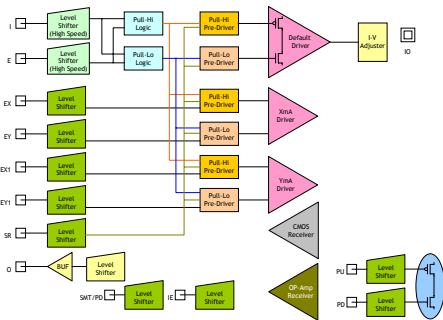 I
Level
Shifter
(High Speed)
Pull-Hi
Logic
Pull-Hi
Pre-Driver
Default
Driver
I-V
Adjuster
IO
E
Level
Shifter
(High Speed)
Pull-Lo
Logic
Pull-Lo
Pre-Driver
EX
Level
Shifter
Pull-Hi
Pre-Driver
XmA
Driver
EY
Level
Shifter
Pull-Lo
Pre-Driver
EX1
Level
Shifter
Pull-Hi
Pre-Driver
YmA
Driver
EY1
Level
Shifter
Pull-Lo
Pre-Driver
SR
Level
Shifter
CMOS
Receiver
O
BUF
Level
Shifter
SMT/PD
Level
Shifter
IE
Level
Shifter
OP-Amp
Receiver
PU
Level
Shifter
PD
Level
Shifter